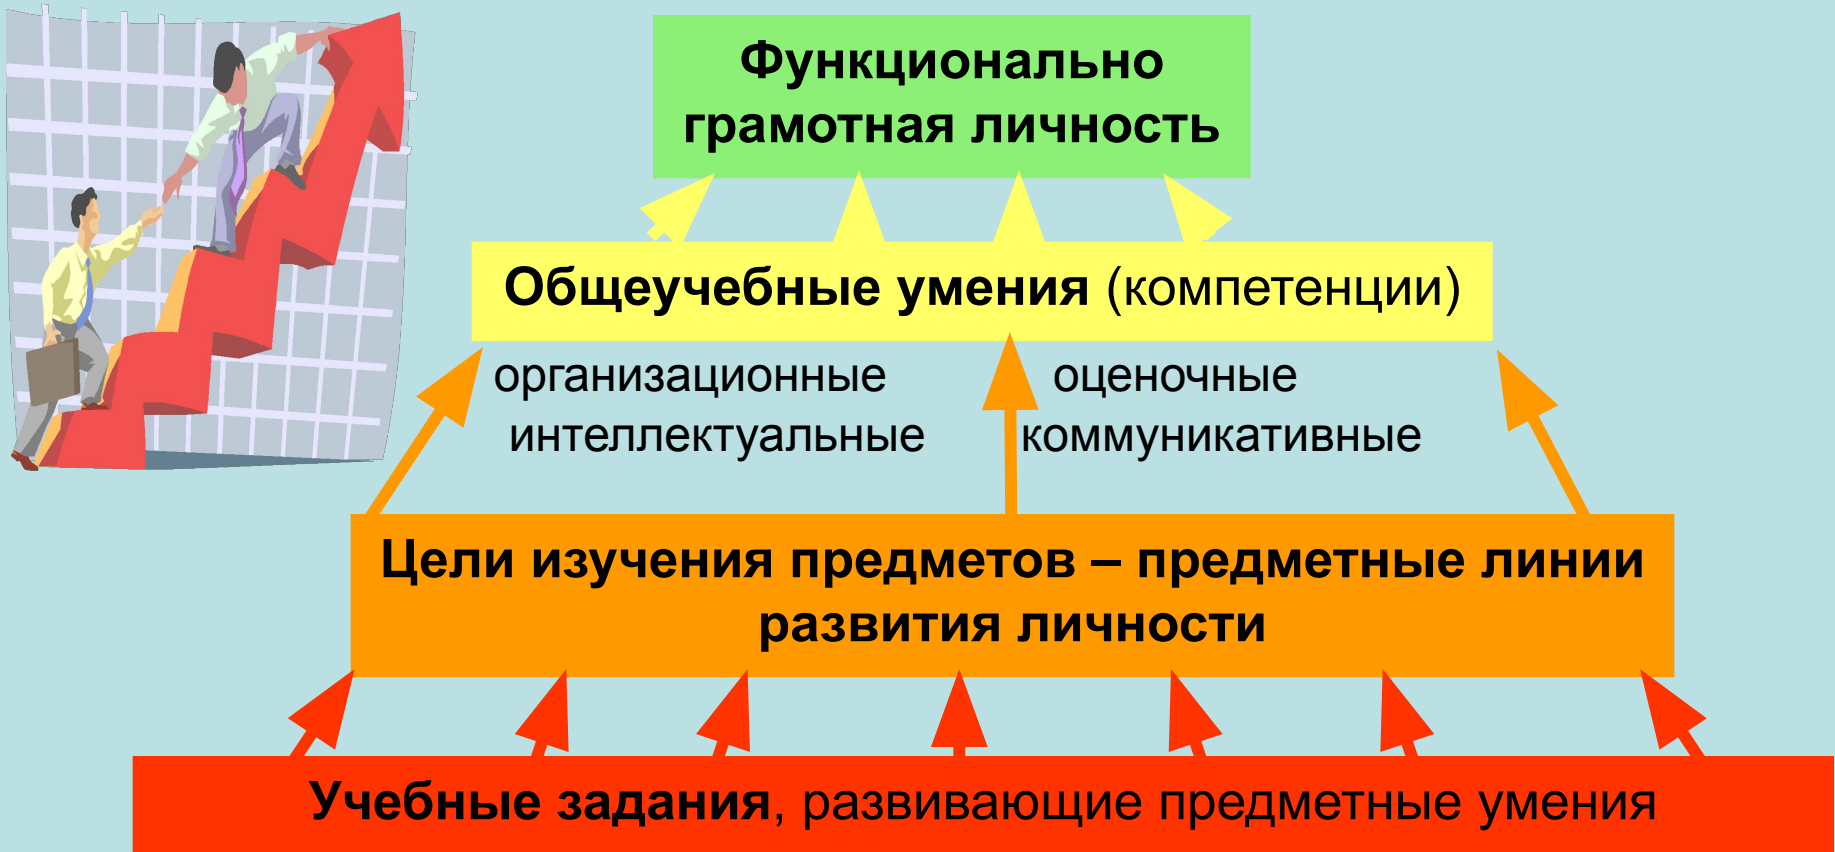 Функционально
грамотная личность
Общеучебные умения (компетенции)
организационные оценочные
интеллектуальные коммуникативные
Цели изучения предметов – предметные линии
развития личности
Учебные задания, развивающие предметные умения